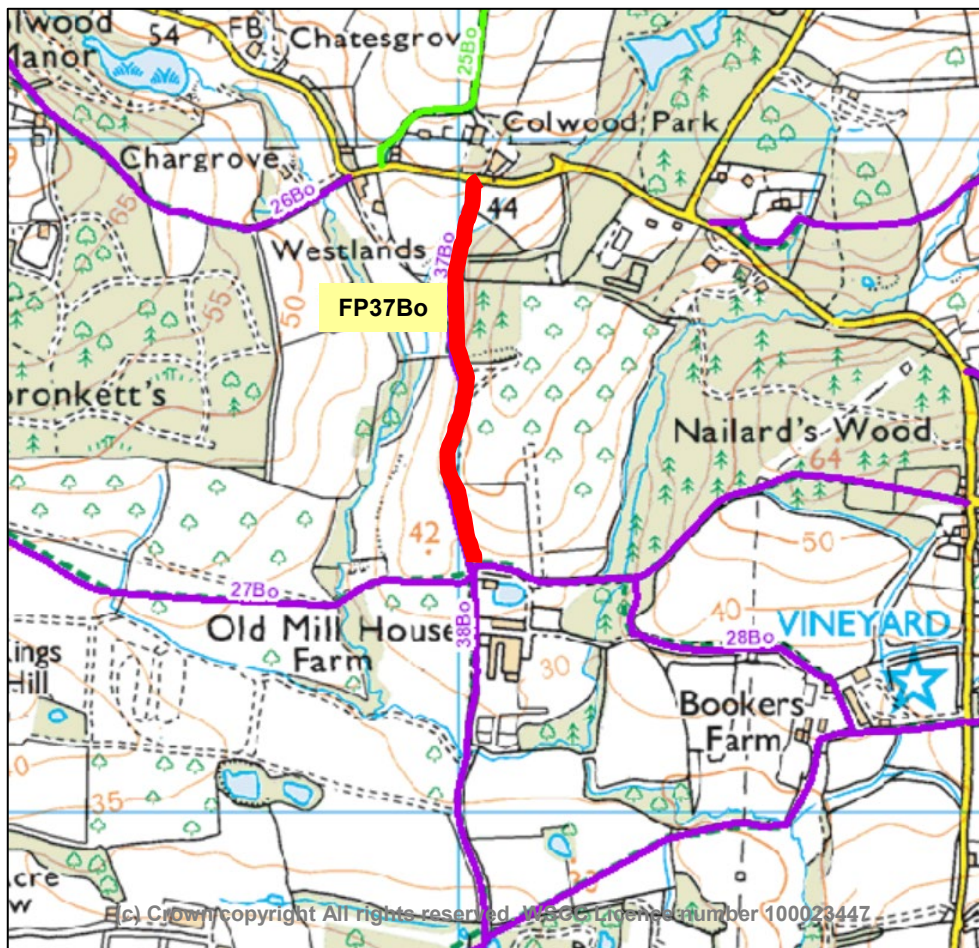 olwood
Manor
54
FB
Chatesgrov
25Bo
Colwood Park
Chargrove
65
26Bo
44
Westlands
37Bo
FP37Bo
50
55
pronkett's
Nailard's Wood
64
42
50
27Bo
38Bo
40
28Bo
VINEYARD
Old Mill House
Farm
30
ings
Hill
Bookers
Farm
35
Acre
w
(c) Crown copyright All rights reserved. WSCC Licence number 100023447